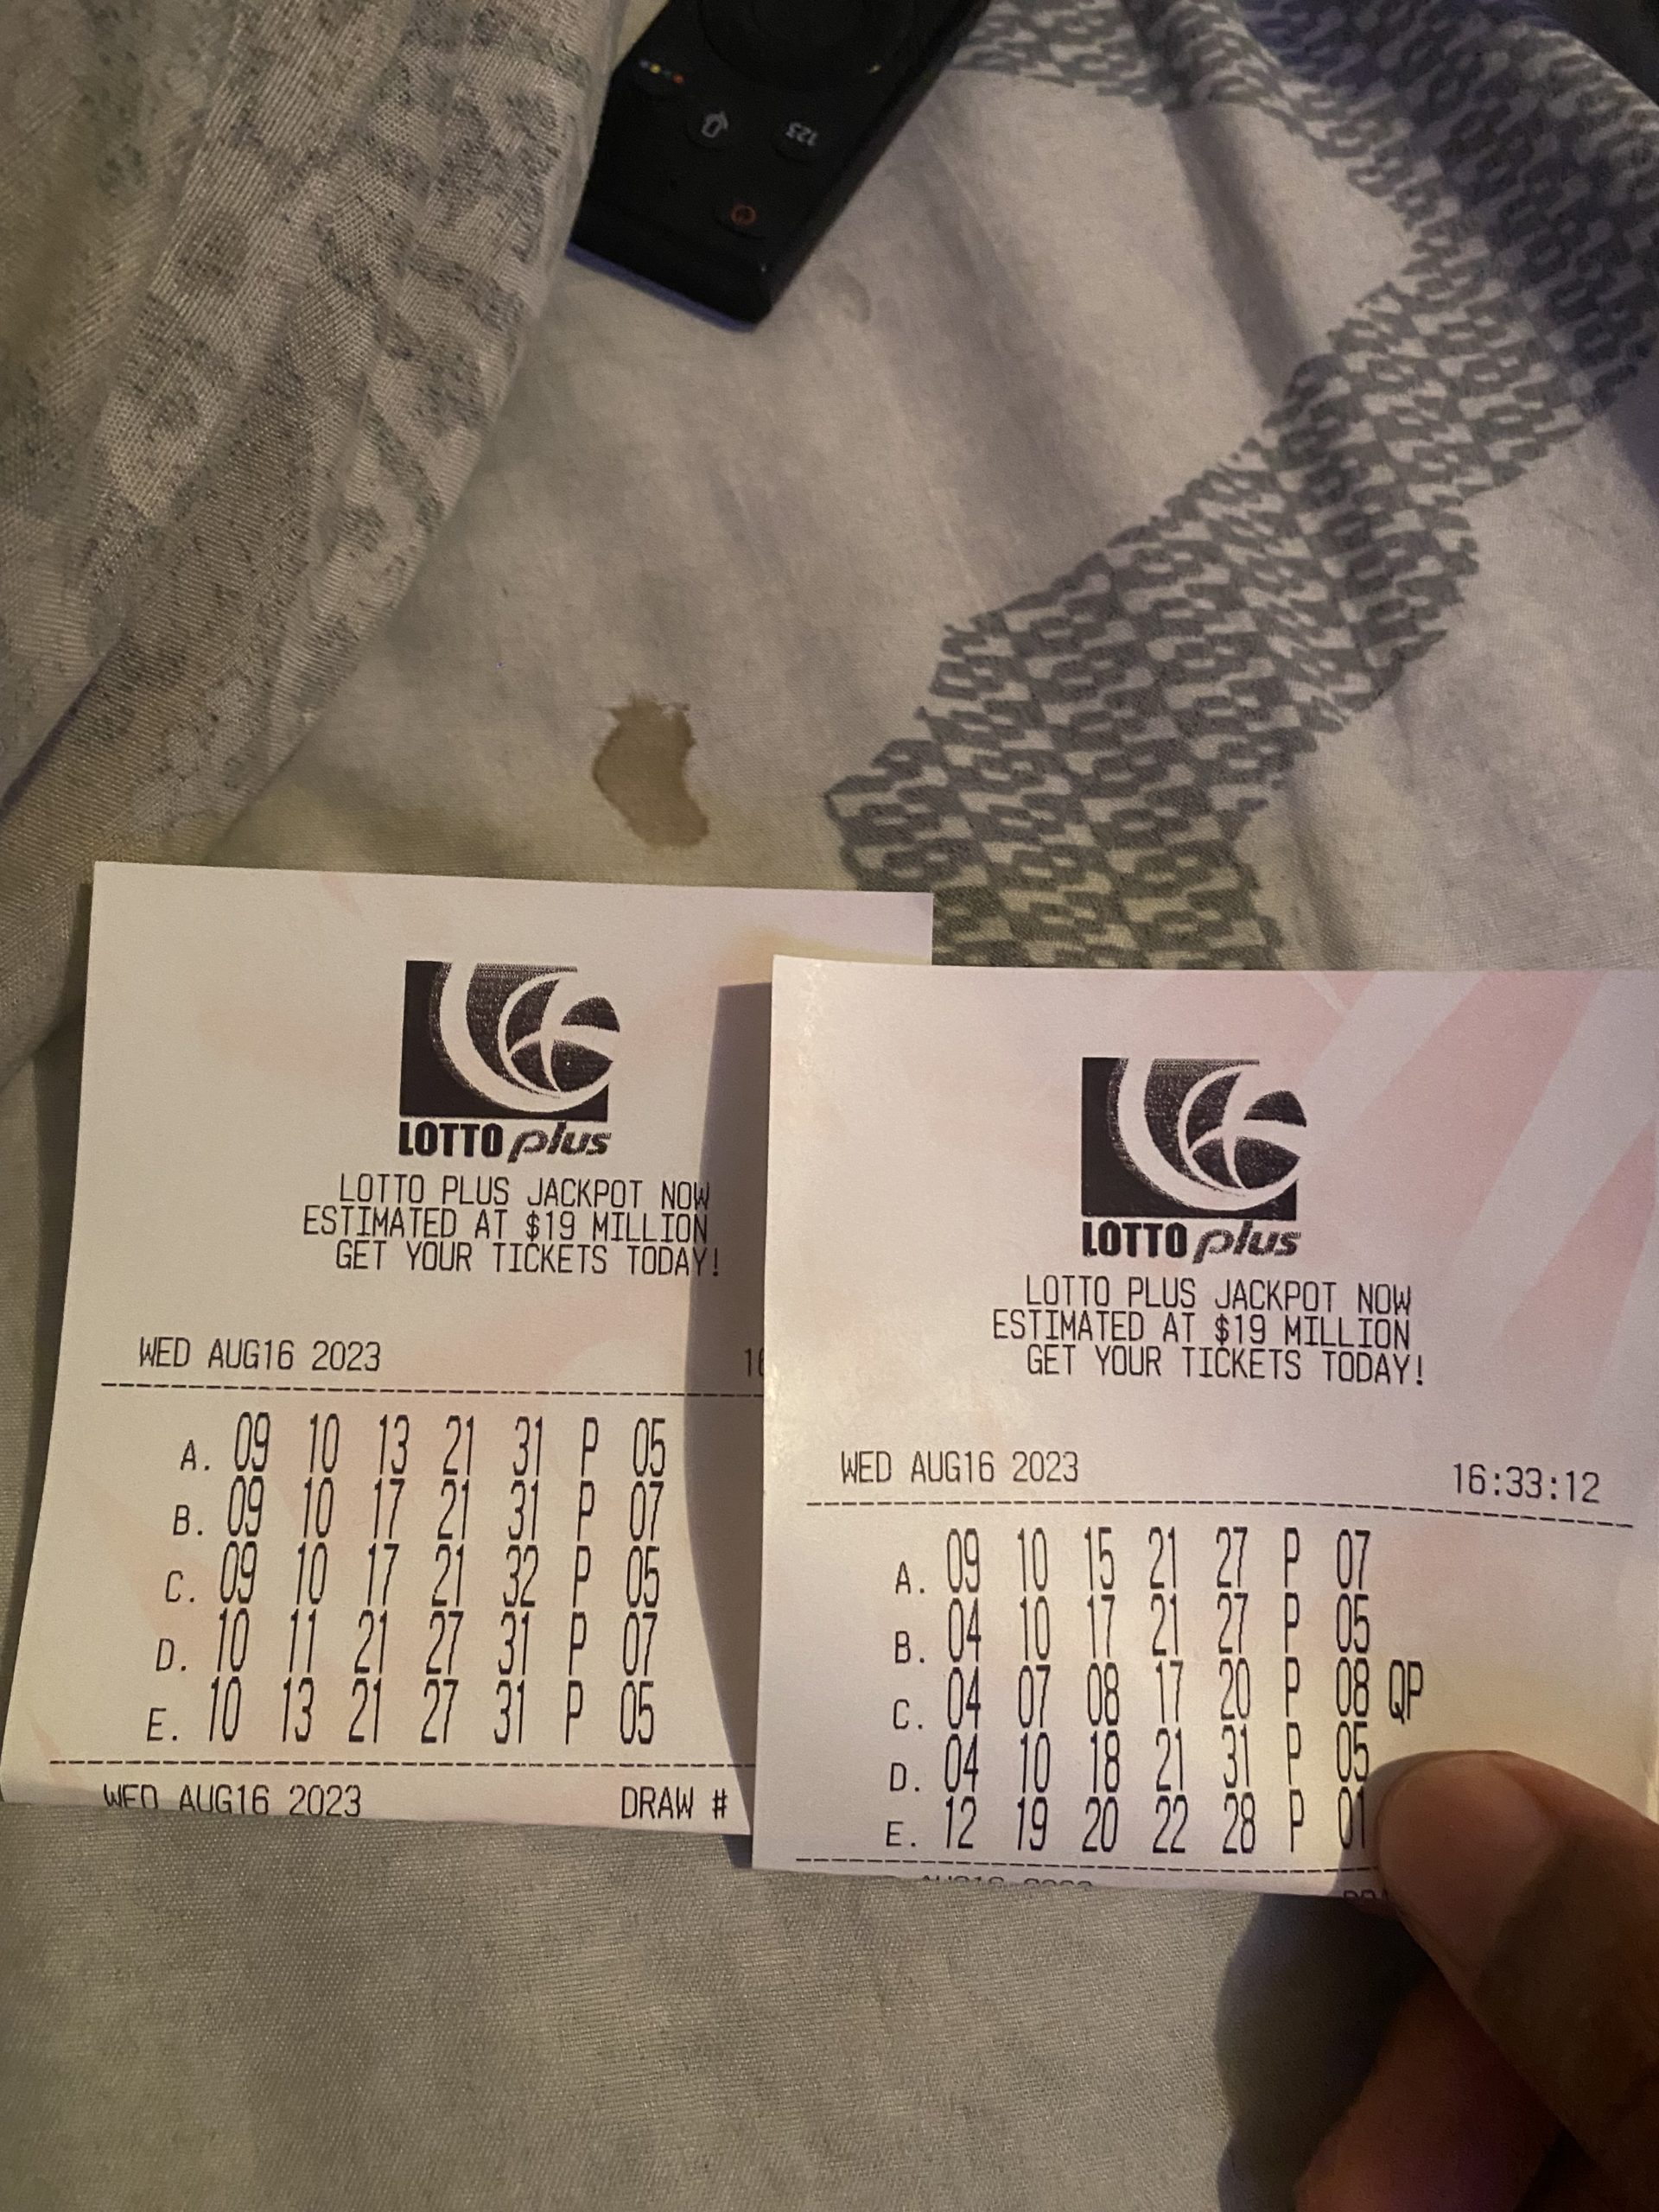 123
LOTTO plus
LOTTO PLUS JACKPOT NOW
ESTIMATED AT $19 MILLION
GET YOUR TICKETS TODAY!
WED AUG16 2023
A. 09 10 13 21 31 P 05
B. 09 10 17 21 31 P 07
C. 09 10 17 21 32 P 05
D. 10 11 21 27 31 P 07
E. 10 13 21 27 31 P 05
WED AUG16 2023 DRAW #
LOTTO plus
LOTTO PLUS JACKPOT NOW
ESTIMATED AT $19 MILLION
GET YOUR TICKETS TODAY!
WED AUG16 2023 16:33:12
A. 09 10 15 21 27 P 07
B. 04 10 17 21 27 P 05
C. 04 07 08 17 20 P 08 QP
D. 04 10 18 21 31 P 05
E. 12 19 20 22 28 P 01
AUG16 2023